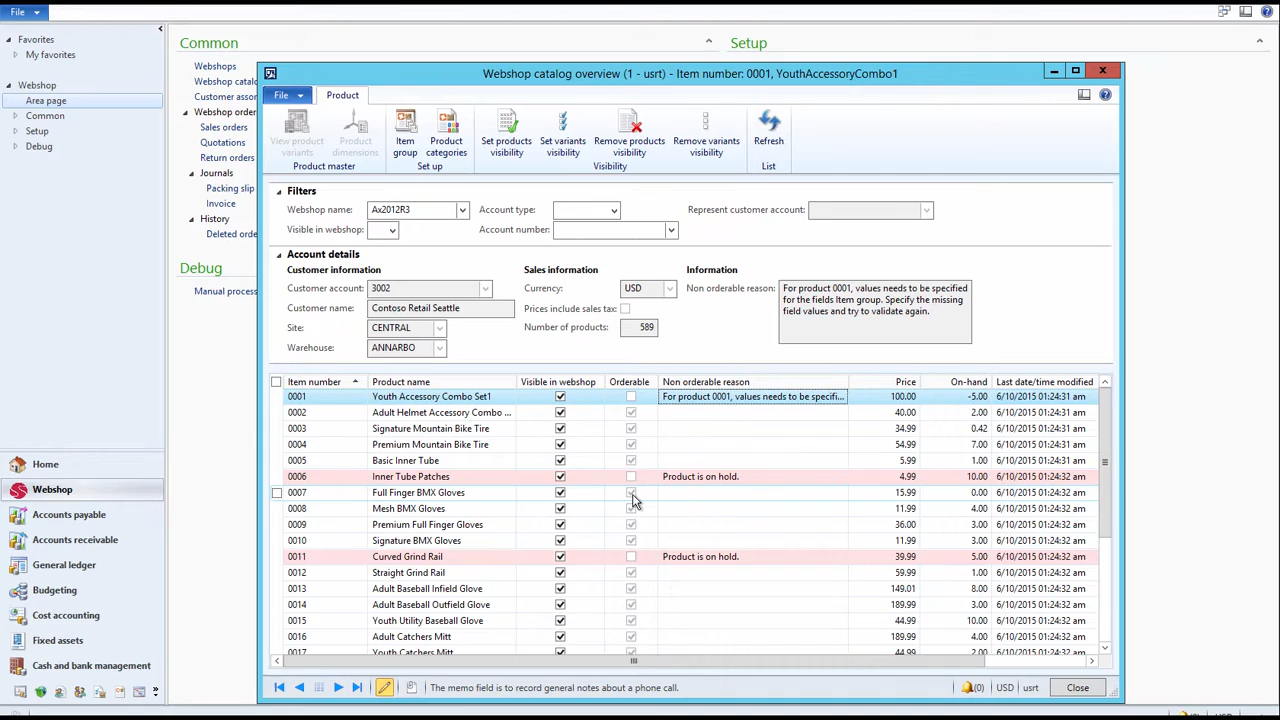 File
Favorites
My favorites
Webshop
Area page
Common
Setup
Debug
Common
Webshops
Webshop catalo
Customer assor
Webshop order
Sales orders
Quotations
Return orders
Journals
Packing slip
Invoice
History
Deleted orde
Debug
Manual process
Setup
Webshop catalog overview (1 - usrt) - Item number: 0001, YouthAccessoryCombo1
File
Product
View product variants
Product dimensions
Item group
Product categories
Set products visibility
Set variants visibility
Remove products visibility
Remove variants visibility
Refresh
Product master
Set up
Visibility
List
Filters
Webshop name: Ax2012R3 Account type: Represent customer account:
Visible in webshop: Account number:
Account details
Customer information Sales information Information
Customer account: 3002 Currency: USD Non orderable reason: For product 0001, values needs to be specified
for the fields Item group. Specify the missing
field values and try to validate again.
Customer name: Contoso Retail Seattle Prices include sales tax:
Site: CENTRAL Number of products: 589
Warehouse: ANNARBO
Item number Product name Visible in webshop Orderable Non orderable reason Price On-hand Last date/time modified
0001 Youth Accessory Combo Set1 For product 0001, values needs to be specifi... 100.00 -5.00 6/10/2015 01:24:31 am
0002 Adult Helmet Accessory Combo ... 40.00 2.00 6/10/2015 01:24:31 am
0003 Signature Mountain Bike Tire 34.99 0.42 6/10/2015 01:24:31 am
0004 Premium Mountain Bike Tire 54.99 7.00 6/10/2015 01:24:31 am
0005 Basic Inner Tube 5.99 1.00 6/10/2015 01:24:31 am
0006 Inner Tube Patches Product is on hold. 4.99 10.00 6/10/2015 01:24:32 am
0007 Full Finger BMX Gloves 15.99 0.00 6/10/2015 01:24:32 am
0008 Mesh BMX Gloves 11.99 4.00 6/10/2015 01:24:32 am
0009 Premium Full Finger Gloves 36.00 3.00 6/10/2015 01:24:32 am
0010 Signature BMX Gloves 11.99 3.00 6/10/2015 01:24:32 am
0011 Curved Grind Rail Product is on hold. 39.99 5.00 6/10/2015 01:24:32 am
0012 Straight Grind Rail 59.99 1.00 6/10/2015 01:24:32 am
0013 Adult Baseball Infield Glove 149.01 8.00 6/10/2015 01:24:32 am
0014 Adult Baseball Outfield Glove 189.99 3.00 6/10/2015 01:24:32 am
0015 Youth Utility Baseball Glove 44.99 10.00 6/10/2015 01:24:32 am
0016 Adult Catchers Mitt 189.99 4.00 6/10/2015 01:24:32 am
0017 Youth Catchers Mitt 44.99 2.00 6/10/2015 01:24:32 am
The memo field is to record general notes about a phone call.
(0) USD usrt Close
Home
Webshop
Accounts payable
Accounts receivable
General ledger
Budgeting
Cost accounting
Fixed assets
Cash and bank management